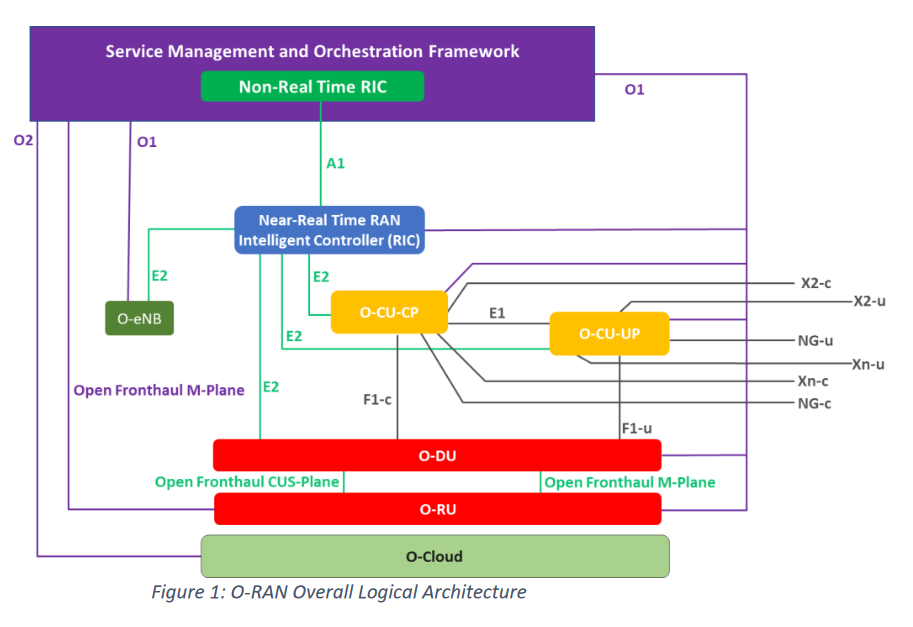 Service Management and Orchestration Framework
Non-Real Time RIC
O1
O2
O1
A1
Near-Real Time RAN
Intelligent Controller (RIC)
E2
E2
X2-c
O-eNB
O-CU-CP
E1
X2-u
O-CU-UP
E2
NG-u
Xn-u
Open Fronthaul M-Plane
E2
Xn-c
F1-c
NG-c
F1-u
O-DU
Open Fronthaul CUS-Plane
Open Fronthaul M-Plane
O-RU
O-Cloud
Figure 1: O-RAN Overall Logical Architecture